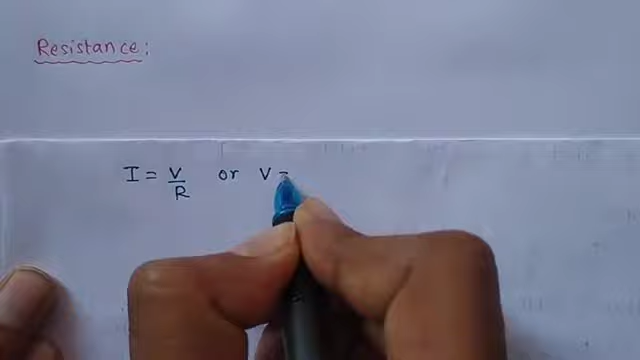 Resistance:
I = V/R or V =